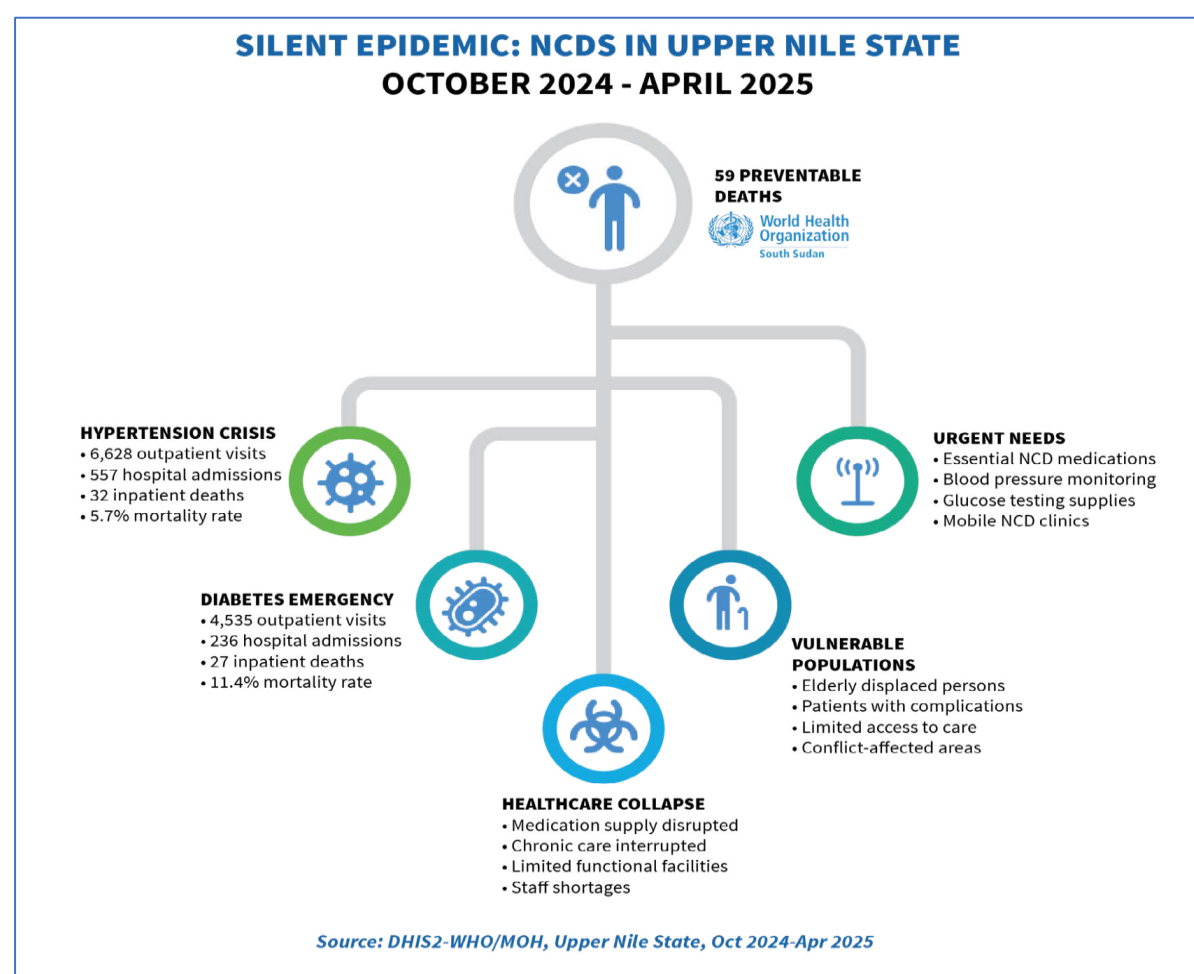 SILENT EPIDEMIC: NCDS IN UPPER NILE STATE
OCTOBER 2024 - APRIL 2025
59 PREVENTABLE
DEATHS
World Health
Organization
South Sudan
HYPERTENSION CRISIS
• 6,628 outpatient visits
• 557 hospital admissions
• 32 inpatient deaths
• 5.7% mortality rate
URGENT NEEDS
• Essential NCD medications
• Blood pressure monitoring
• Glucose testing supplies
• Mobile NCD clinics
DIABETES EMERGENCY
• 4,535 outpatient visits
• 236 hospital admissions
• 27 inpatient deaths
• 11.4% mortality rate
VULNERABLE
POPULATIONS
• Elderly displaced persons
• Patients with complications
• Limited access to care
• Conflict-affected areas
HEALTHCARE COLLAPSE
• Medication supply disrupted
• Chronic care interrupted
• Limited functional facilities
• Staff shortages
Source: DHIS2-WHO/MOH, Upper Nile State, Oct 2024-Apr 2025